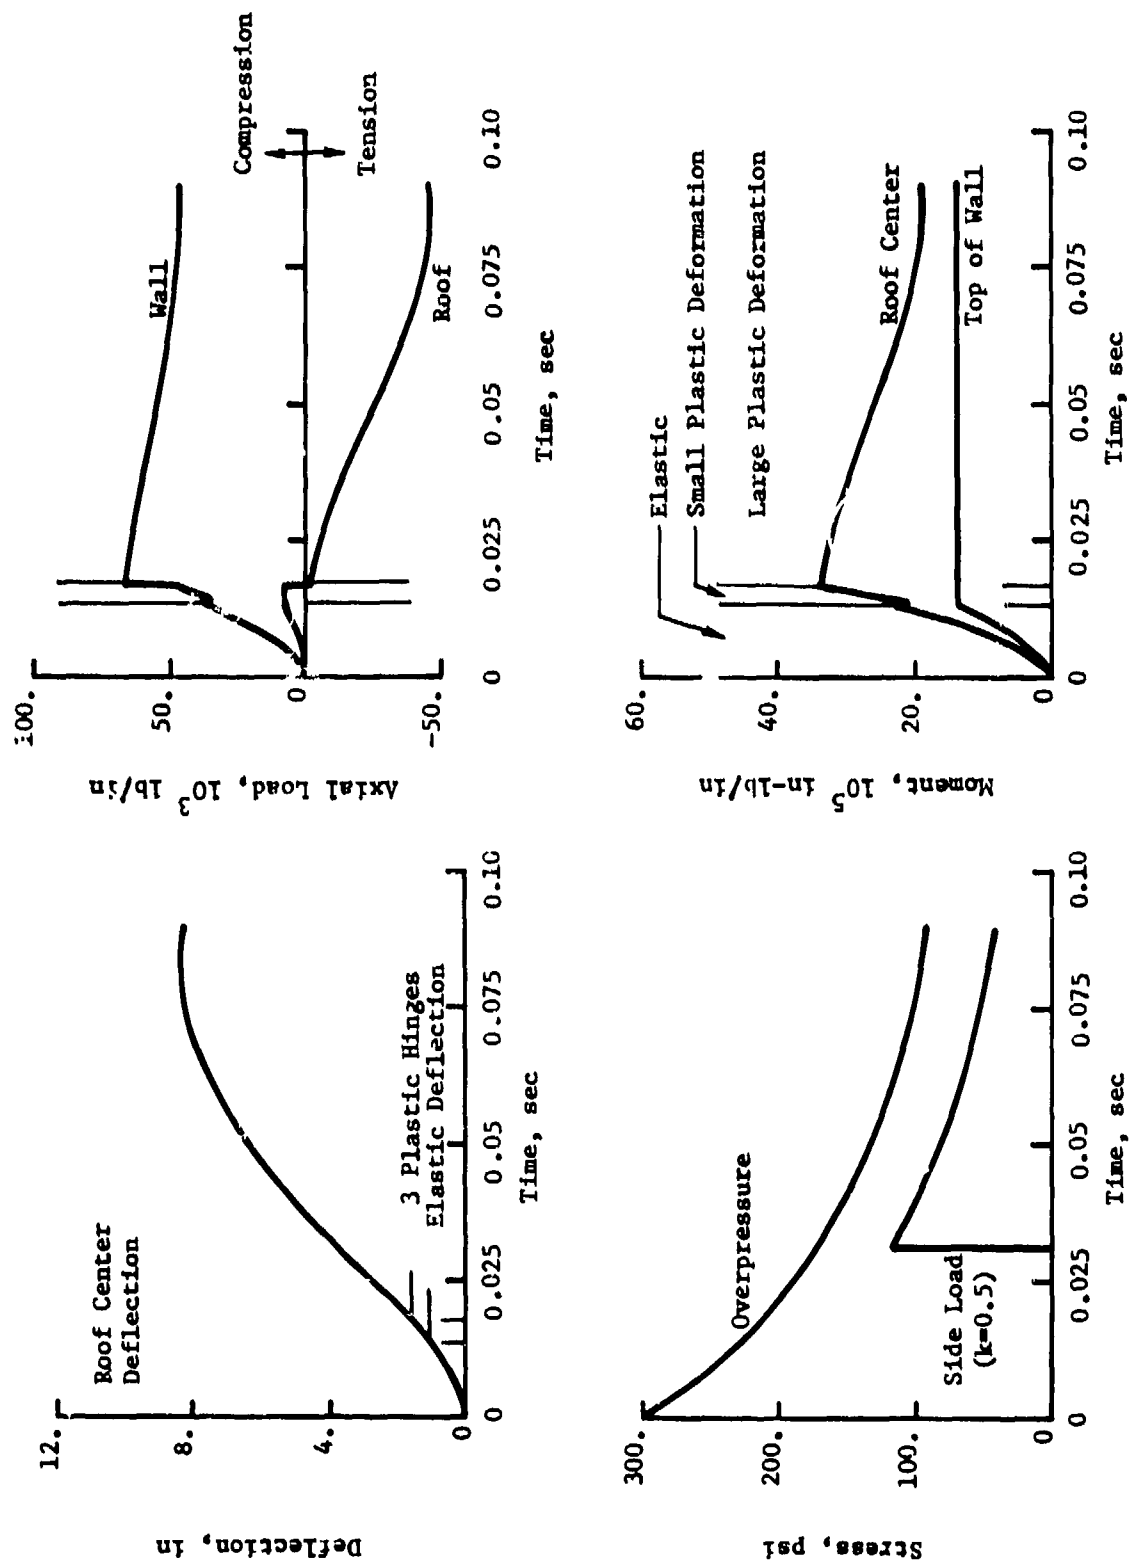 12.
8.
4.
0
Deflection, in
Roof Center
Deflection
3 Plastic Hinges
Elastic Deflection
0 0.025 0.05 0.075 0.10
Time, sec
100.
50.
0
-50.
Axial Load, 10³ lb/in
Wall
Roof
Compression
Tension
0 0.025 0.05 0.075 0.10
Time, sec
300.
200.
100.
0
Stress, psi
Overpressure
Side Load
(k=0.5)
0 0.025 0.05 0.075 0.10
Time, sec
60.
40.
20.
0
Moment, 10⁵ in-lb/in
Elastic
Small Plastic Deformation
Large Plastic Deformation
Roof Center
Top of Wall
0 0.025 0.05 0.075 0.10
Time, sec